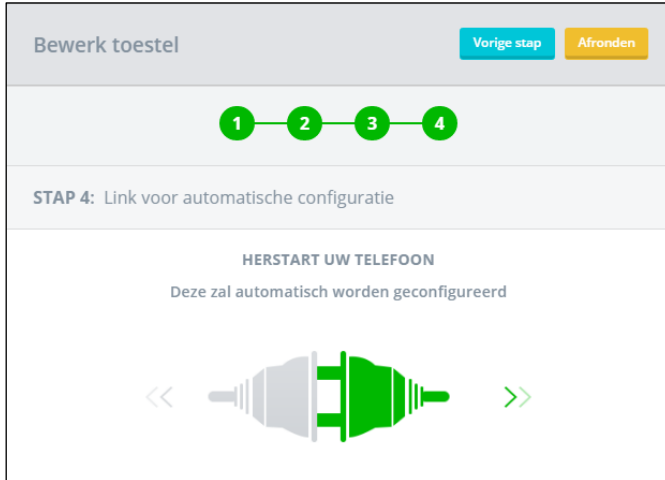 Bewerk toestel
Vorige stap
Afronden
1 2 3 4
STAP 4: Link voor automatische configuratie
HERSTART UW TELEFOON
Deze zal automatisch worden geconfigureerd